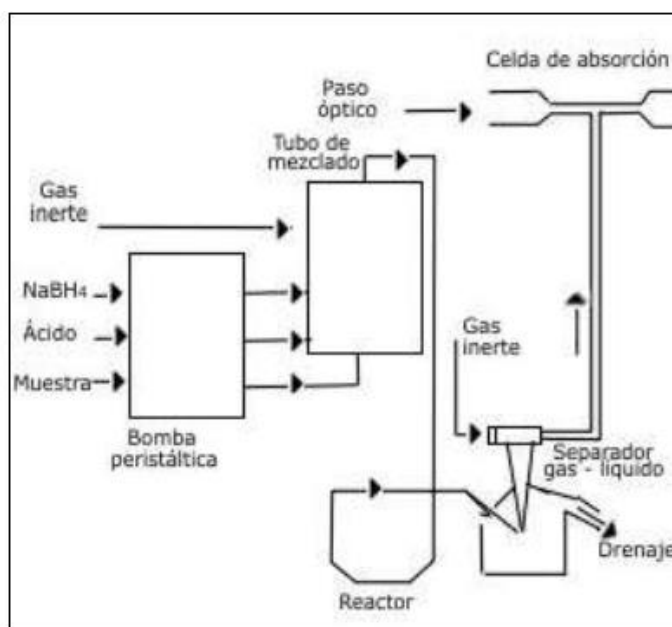 Celda de absorción
Paso
óptico
Tubo de
mezclado
Gas
inerte
NaBH4
Ácido
Muestra
Bomba
peristáltica
Gas
inerte
Separador
gas - líquido
Drenaje
Reactor